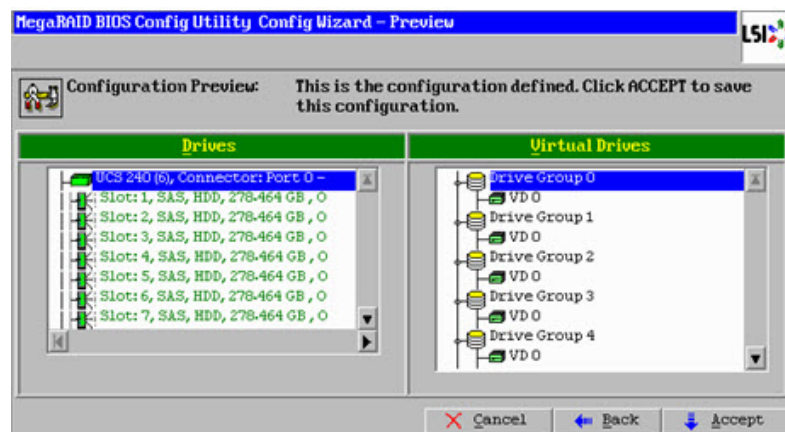 MegaRAID BIOS Config Utility Config Wizard - Preview
LSI
Configuration Preview: This is the configuration defined. Click ACCEPT to save
this configuration.
Drives
UCS 240 (6), Connector: Port 0 -
Slot: 1, SAS, HDD, 278.464 GB , O
Slot: 2, SAS, HDD, 278.464 GB , O
Slot: 3, SAS, HDD, 278.464 GB , O
Slot: 4, SAS, HDD, 278.464 GB , O
Slot: 5, SAS, HDD, 278.464 GB , O
Slot: 6, SAS, HDD, 278.464 GB , O
Slot: 7, SAS, HDD, 278.464 GB , O
Virtual Drives
Drive Group 0
VD 0
Drive Group 1
VD 0
Drive Group 2
VD 0
Drive Group 3
VD 0
Drive Group 4
VD 0
Cancel
Back
Accept